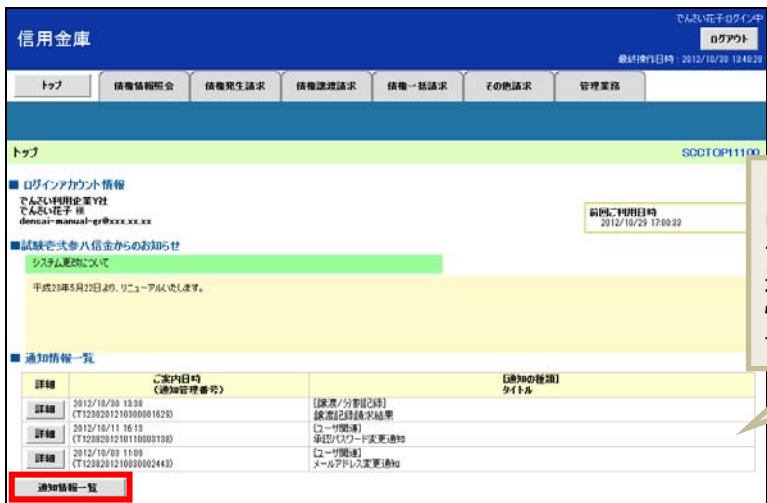 でんさい花子:ログイン中
信用金庫
ログアウト
最終操作日時:2012/10/30 13:40:28
トップ 債権情報照会 債権発生請求 債権譲渡請求 債権一括請求 その他請求 管理業務
トップ
SCCTOP11100
■ ログインアカウント情報
でんさい利用企業Y社
でんさい花子 様
densai-manual-gr@xxx.xx.xx
前回ご利用日時
2012/10/29 17:00:33
■試験壱弐参八信金からのお知らせ
システム更改について
平成23年5月22日より、リニューアルいたします。
■ 通知情報一覧
詳細 ご案内日時 [通知の種類]
(通知管理番号) タイトル
詳細 2012/10/30 13:38 [譲渡/分割記録]
(T1238201210300001629) 譲渡記録請求結果
詳細 2012/10/11 16:13 [ユーザ関連]
(T1238201210110003138) 承認パスワード変更通知
詳細 2012/10/03 11:09 [ユーザ関連]
(T1238201210030002443) メールアドレス変更通知
通知情報一覧